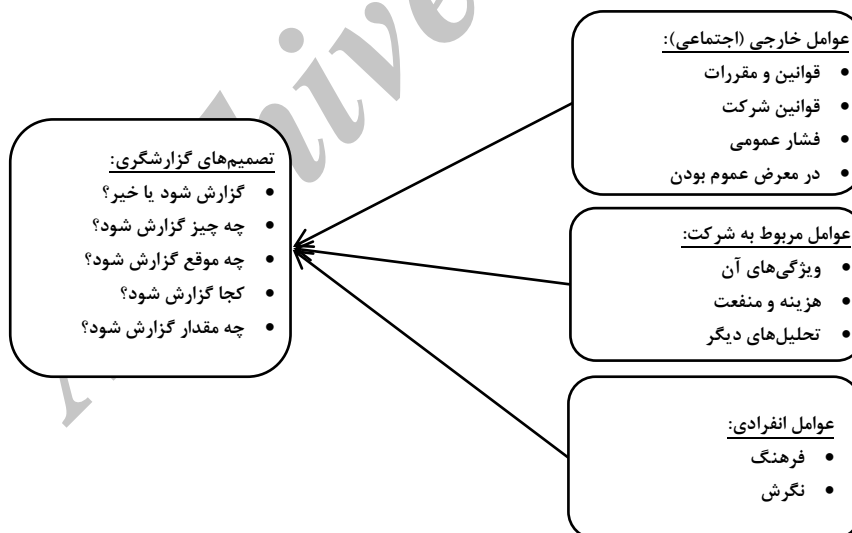 عوامل خارجی (اجتماعی):
• قوانین و مقررات
• قوانین شرکت
• فشار عمومی
• در معرض عموم بودن
عوامل مربوط به شرکت:
• ویژگی‌های آن
• هزینه و منفعت
• تحلیل‌های دیگر
عوامل انفرادی:
• فرهنگ
• نگرش
تصمیم‌های گزارشگری:
• گزارش شود یا خیر؟
• چه چیز گزارش شود؟
• چه موقع گزارش شود؟
• کجا گزارش شود؟
• چه مقدار گزارش شود؟